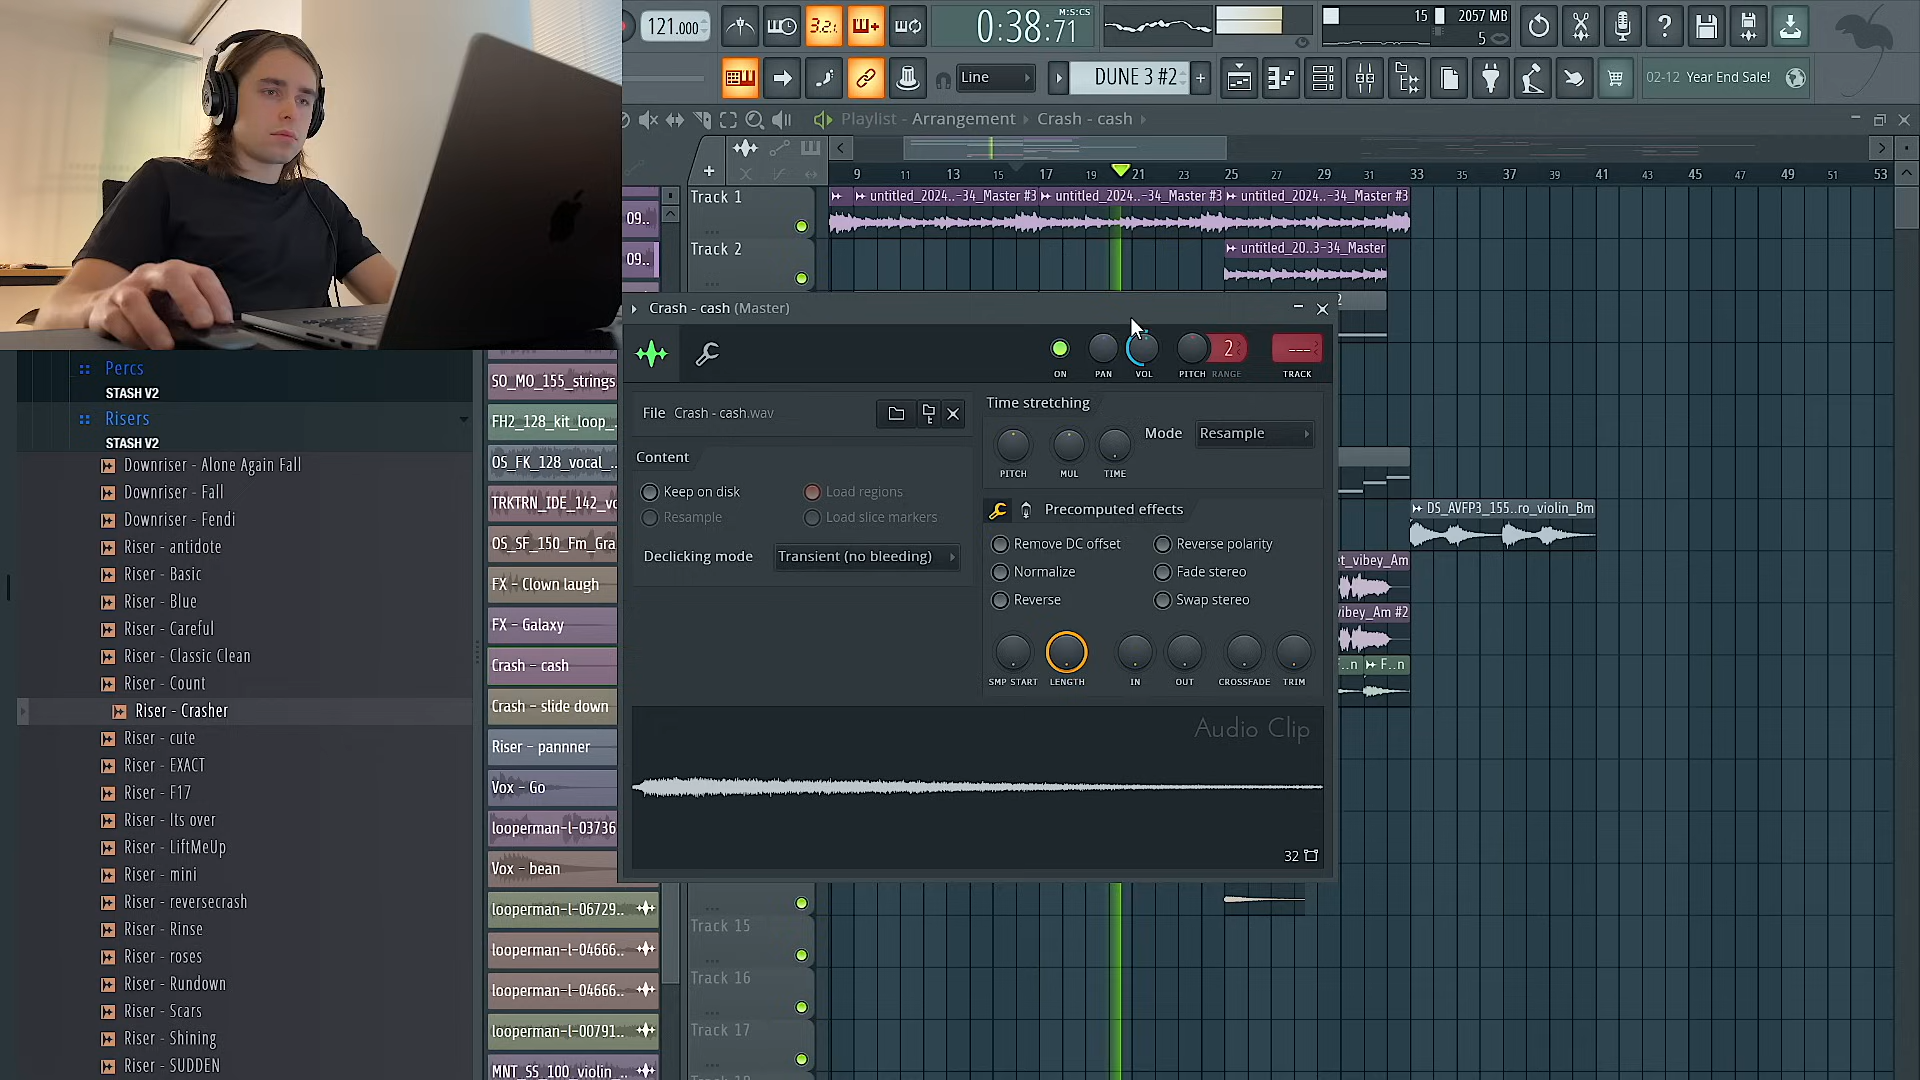 121.000
3.2.
0:38:71
M:S:CS
15
2057 MB
5
Line
DUNE 3 #2
02-12 Year End Sale!
Playlist - Arrangement › Crash - cash ›
9 11 13 15 17 19 21 23 25 27 29 31 33 35 37 39 41 43 45 47 49 51 53
Track 1
untitled_2024..-34_Master #3
untitled_2024..-34_Master #3
untitled_2024..-34_Master #3
09..
Track 2
untitled_20..3-34_Master
09..
Crash - cash (Master)
2
ON
PAN
VOL
PITCH
RANGE
TRACK
File
Crash - cash.wav
Time stretching
Mode
Resample
PITCH
MUL
TIME
Content
Keep on disk
Load regions
Resample
Load slice markers
Declicking mode
Transient (no bleeding)
Precomputed effects
Remove DC offset
Reverse polarity
Normalize
Fade stereo
Reverse
Swap stereo
SMP START
LENGTH
IN
OUT
CROSSFADE
TRIM
Audio Clip
32
DS_AVFP3_155...ro_violin_Bm
et_vibey_Am
vibey_Am #2
F..n
F..n
Track 15
Track 16
Track 17
Percs
STASH V2
Risers
STASH V2
Downriser - Alone Again Fall
Downriser - Fall
Downriser - Fendi
Riser - antidote
Riser - Basic
Riser - Blue
Riser - Careful
Riser - Classic Clean
Riser - Count
Riser - Crasher
Riser - cute
Riser - EXACT
Riser - F17
Riser - Its over
Riser - LiftMeUp
Riser - mini
Riser - reversecrash
Riser - Rinse
Riser - roses
Riser - Rundown
Riser - Scars
Riser - Shining
Riser - SUDDEN
SO_MO_155_strings
FH2_128_kit_loop_
OS_FK_128_vocal_..
TRKTRN_IDE_142_vo
OS_SF_150_Fm_Gra
FX - Clown laugh
FX - Galaxy
Crash - cash
Crash - slide down
Riser - pannner
Vox - Go
looperman-l-03736
Vox - bean
looperman-l-06729..
looperman-l-04666..
looperman-l-04666..
looperman-l-00791..
MNT_SS_100_violin_..